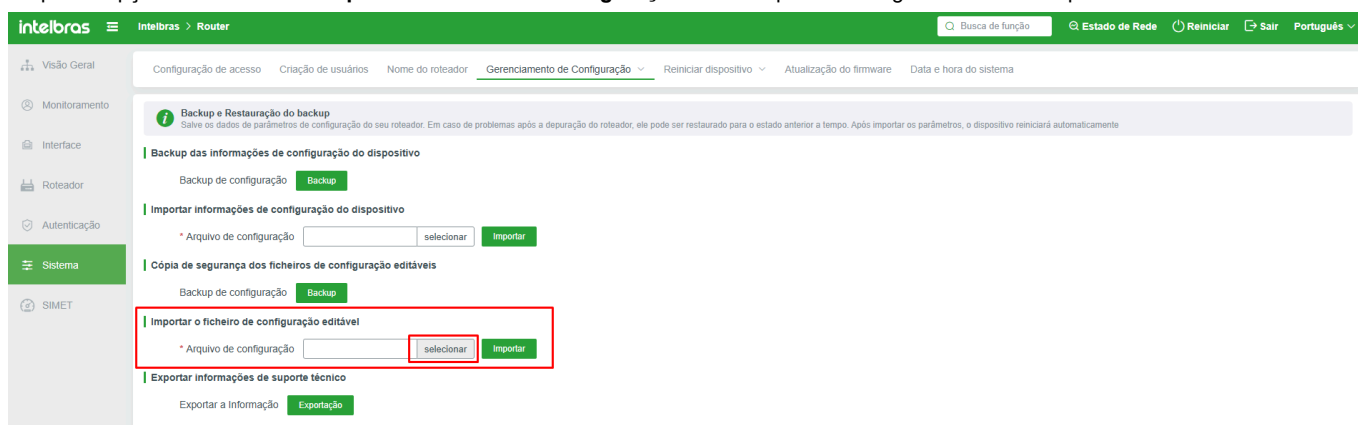 intelbras Intelbras > Router Busca de função Estado de Rede Reiniciar Sair Português
Visão Geral
Configuração de acesso Criação de usuários Nome do roteador Gerenciamento de Configuração Reiniciar dispositivo Atualização do firmware Data e hora do sistema
Monitoramento
Backup e Restauração do backup
Salve os dados de parâmetros de configuração do seu roteador. Em caso de problemas após a depuração do roteador, ele pode ser restaurado para o estado anterior a tempo. Após importar os parâmetros, o dispositivo reiniciará automaticamente
Interface
Backup das informações de configuração do dispositivo
Roteador
Backup de configuração Backup
Importar informações de configuração do dispositivo
Autenticação
* Arquivo de configuração selecionar Importar
Sistema
Cópia de segurança dos ficheiros de configuração editáveis
Backup de configuração Backup
SIMET
Importar o ficheiro de configuração editável
* Arquivo de configuração selecionar Importar
Exportar informações de suporte técnico
Exportar a Informação Exportação